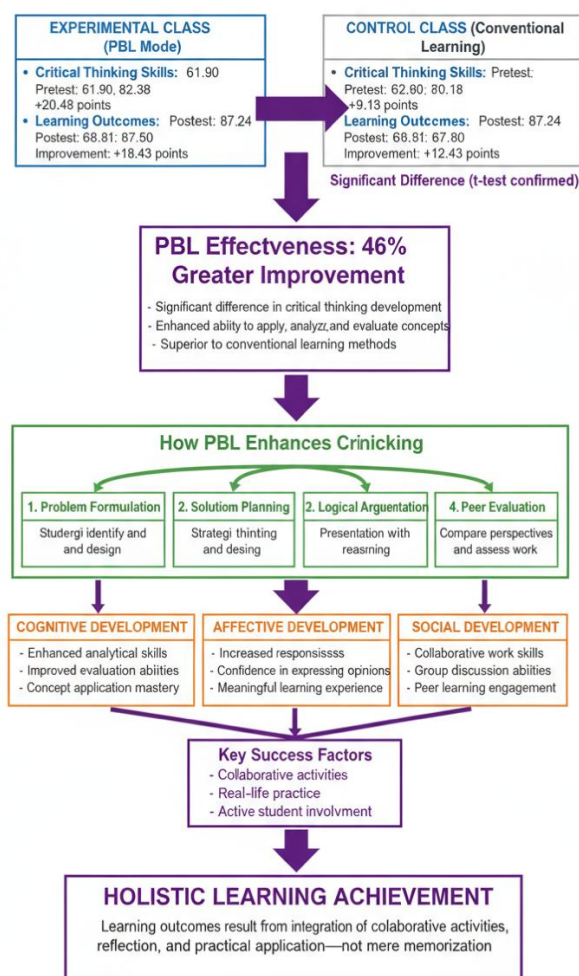 EXPERIMENTAL CLASS
(PBL Mode)
• Critical Thinking Skills: 61.90
Pretest: 61.90, 82.38
+20.48 points
• Learning Outcomes: Postest: 87.24
Postest: 68.81: 87.50
Improvement: +18.43 points
CONTROL CLASS (Conventional
Learning)
• Critical Thinking Skills: Pretest:
Pretest: 62.80; 80.18
+9.13 points
Learning Outccmes: Postest: 87.24
Postest: 68.81: 67.80
Improvement: +12.43 points
Significant Difference (t-test confirmed)
PBL Effectveness: 46%
Greater Improvement
- Significant difference in critical thinking development
- Enhanced abiity to apply, analyz, and evaluate concepts
- Superior to conventional learning methods
How PBL Enhances Crinicking
1. Problem Formulation
Studergi identify and
and design
2. Solutiom Planning
Strategi thinting
and desing
2. Logical Arguentation
Presentation with
reasrning
4. Peer Evaluation
Compare perspectives
and assess work
COGNITIVE DEVELOPMENT
- Enhanced analytical skills
- Improved evaluation abiities
- Concept application mastery
AFFECTIVE DEVELOPMENT
- Increased responsissss
- Confidence in expressing opinions
- Meaningful learning experience
SOCIAL DEVELOPMENT
- Collaborative work skills
- Group discussion abiities
- Peer learning engagement
Key Success Factors
- Collaborative activities
- Real-life practice
- Active student involvment
HOLISTIC LEARNING ACHIEVEMENT
Learning outcomes result from integration of colaborative activities,
reflection, and practical application—not mere memorization